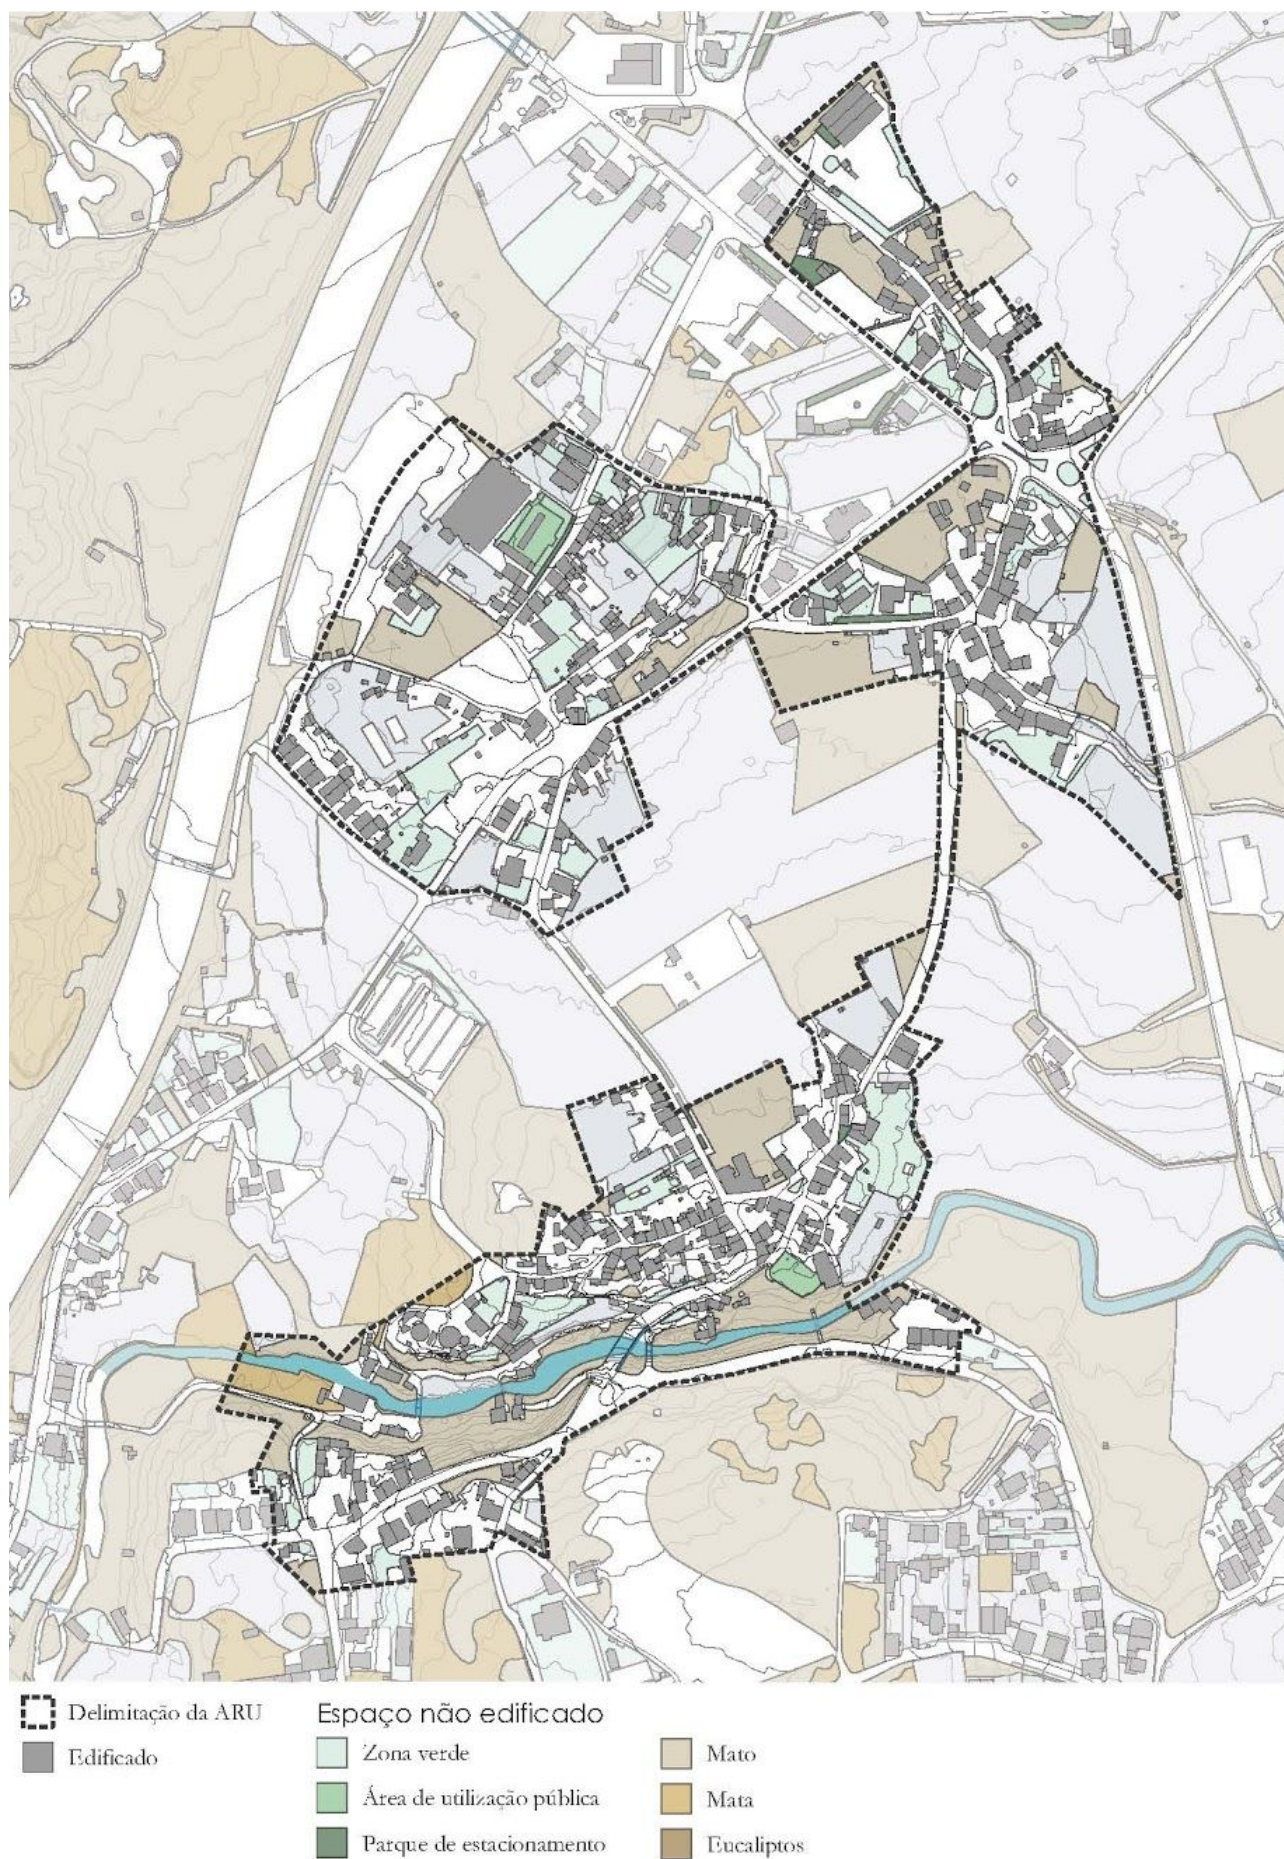 Delimitação da ARU
Edificado
Espaço não edificado
Zona verde
Área de utilização pública
Parque de estacionamento
Mato
Mata
Eucaliptos